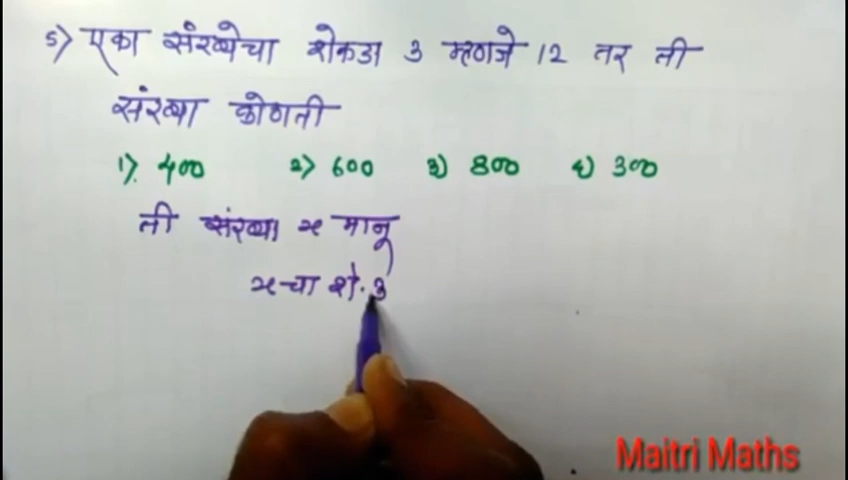 5) एका संख्येचा शेकडा 3 म्हणजे 12 तर ती
संख्या कोणती
1). 400 2) 600 3) 800 4) 300
ती संख्या x मानू
x चा शे. 3
Maitri Maths